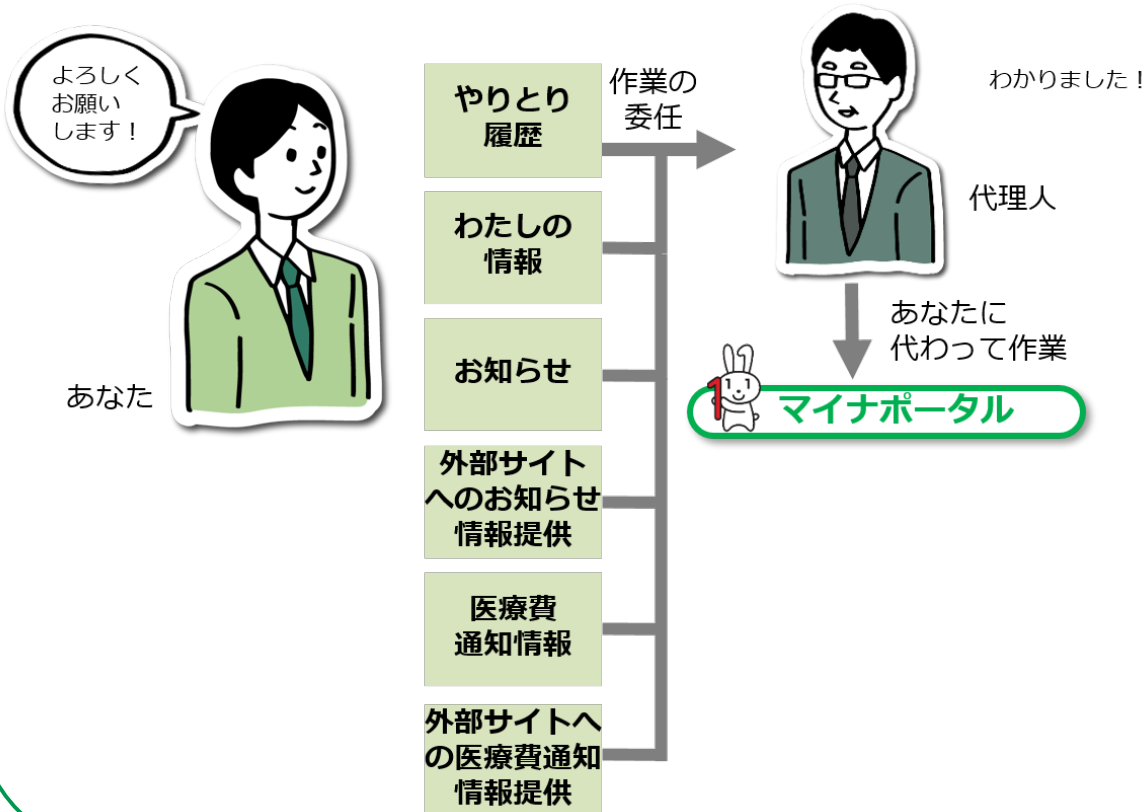 よろしく
お願い
します！
あなた
やりとり
履歴
わたしの
情報
お知らせ
外部サイト
へのお知らせ
情報提供
医療費
通知情報
外部サイトへ
の医療費通知
情報提供
作業の
委任
わかりました！
代理人
あなたに
代わって作業
マイナポータル